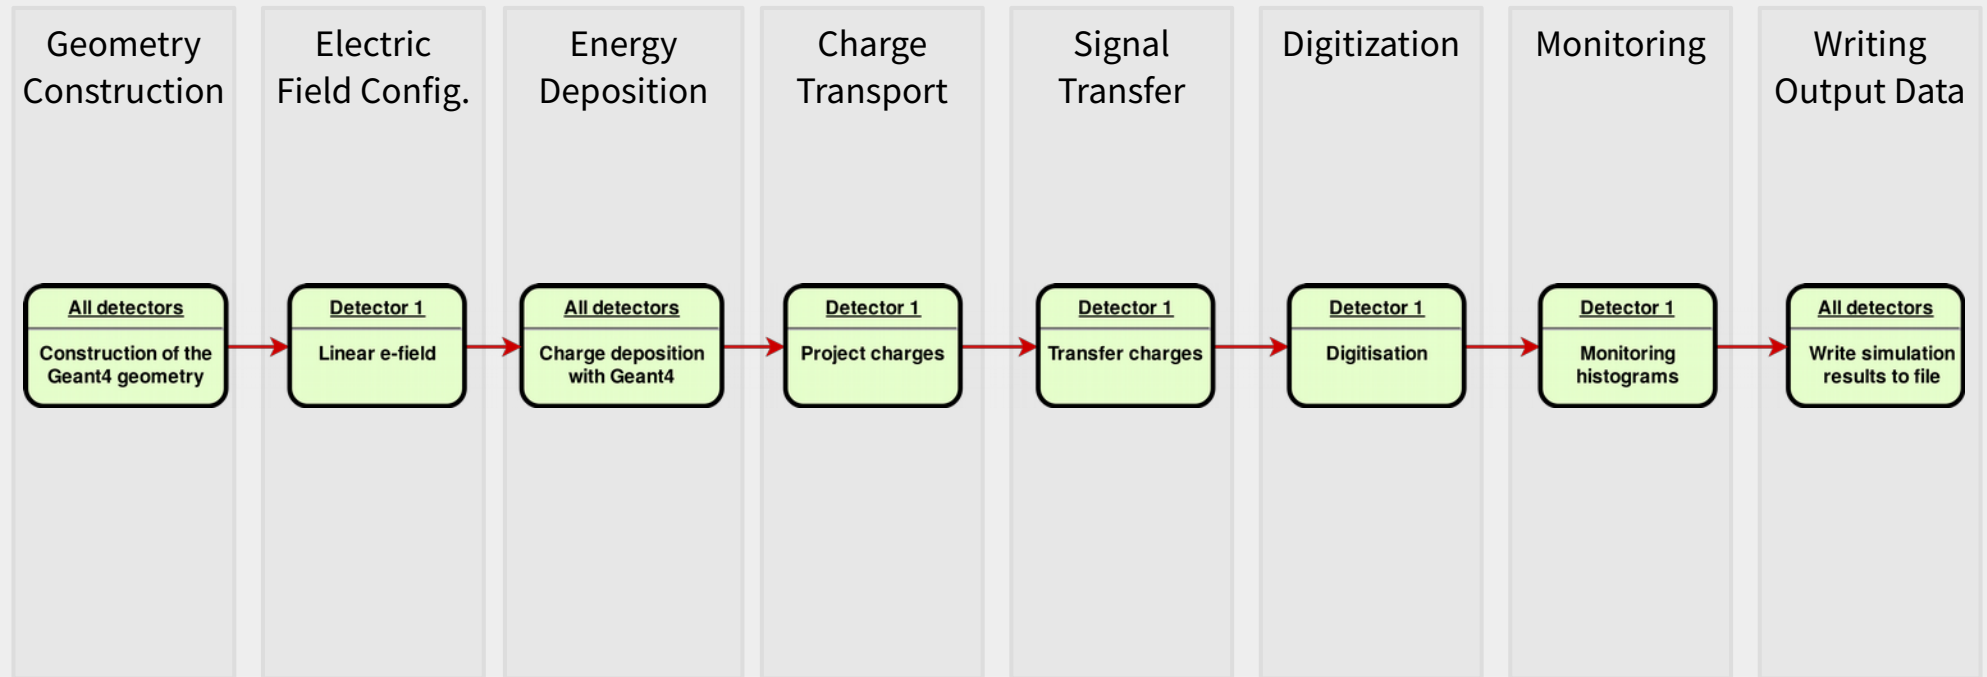 Geometry
Construction
Electric
Field Config.
Energy
Deposition
Charge
Transport
Signal
Transfer
Digitization
Monitoring
Writing
Output Data
All detectors
Construction of the
Geant4 geometry
Detector 1
Linear e-field
All detectors
Charge deposition
with Geant4
Detector 1
Project charges
Detector 1
Transfer charges
Detector 1
Digitisation
Detector 1
Monitoring
histograms
All detectors
Write simulation
results to file